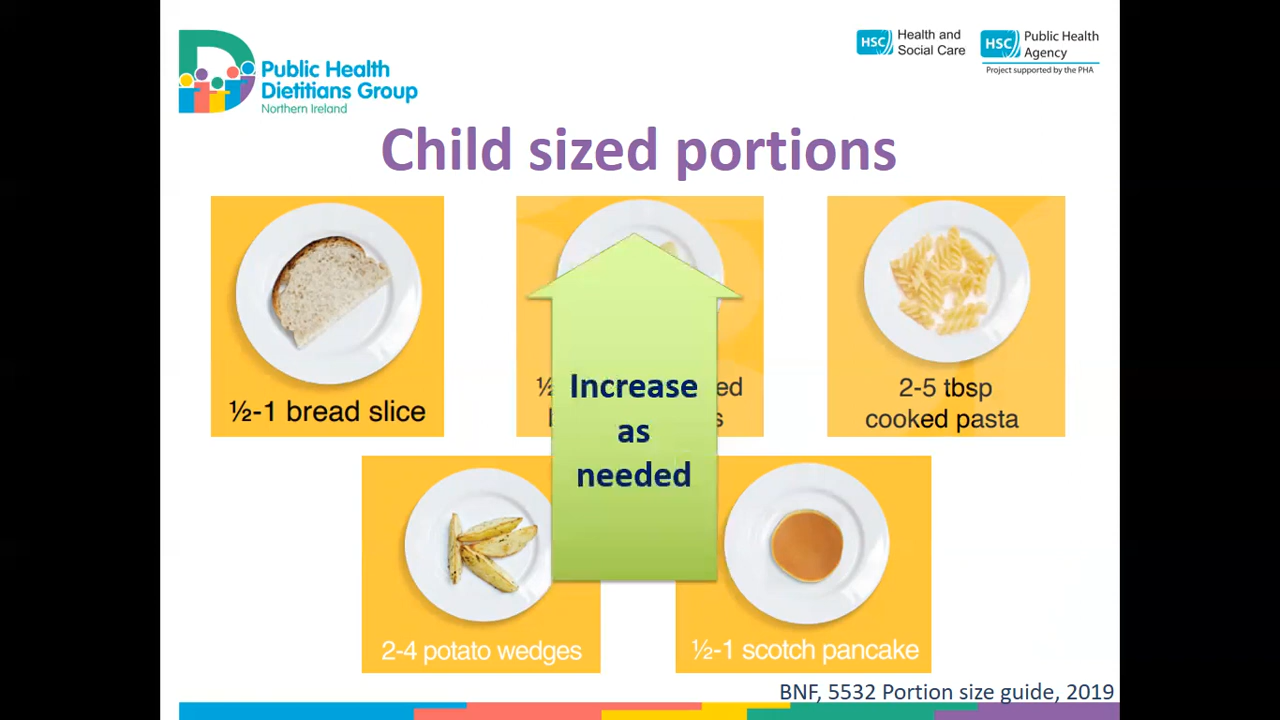 Public Health
Dietitians Group
Northern Ireland
HSC Health and
Social Care
HSC Public Health
Agency
Project supported by the PHA
Child sized portions
½-1 bread slice
2-5 tbsp
cooked pasta
Increase
as
needed
2-4 potato wedges
½-1 scotch pancake
BNF, 5532 Portion size guide, 2019